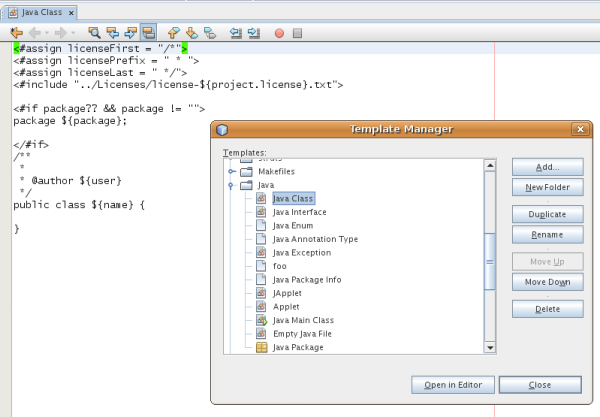 Java Class
<#assign licenseFirst = "/*">
<#assign licensePrefix = " * ">
<#assign licenseLast = " */">
<#include "../Licenses/license-${project.license}.txt">
<#if package?? && package != "">
package ${package};
</#if>
/**
*
* @author ${user}
*/
public class ${name} {
}
Template Manager
Templates:
Struts
Makefiles
Java
Java Class
Java Interface
Java Enum
Java Annotation Type
Java Exception
foo
Java Package Info
JApplet
Applet
Java Main Class
Empty Java File
Java Package
Add...
New Folder
Duplicate
Rename
Move Up
Move Down
Delete
Open in Editor
Close